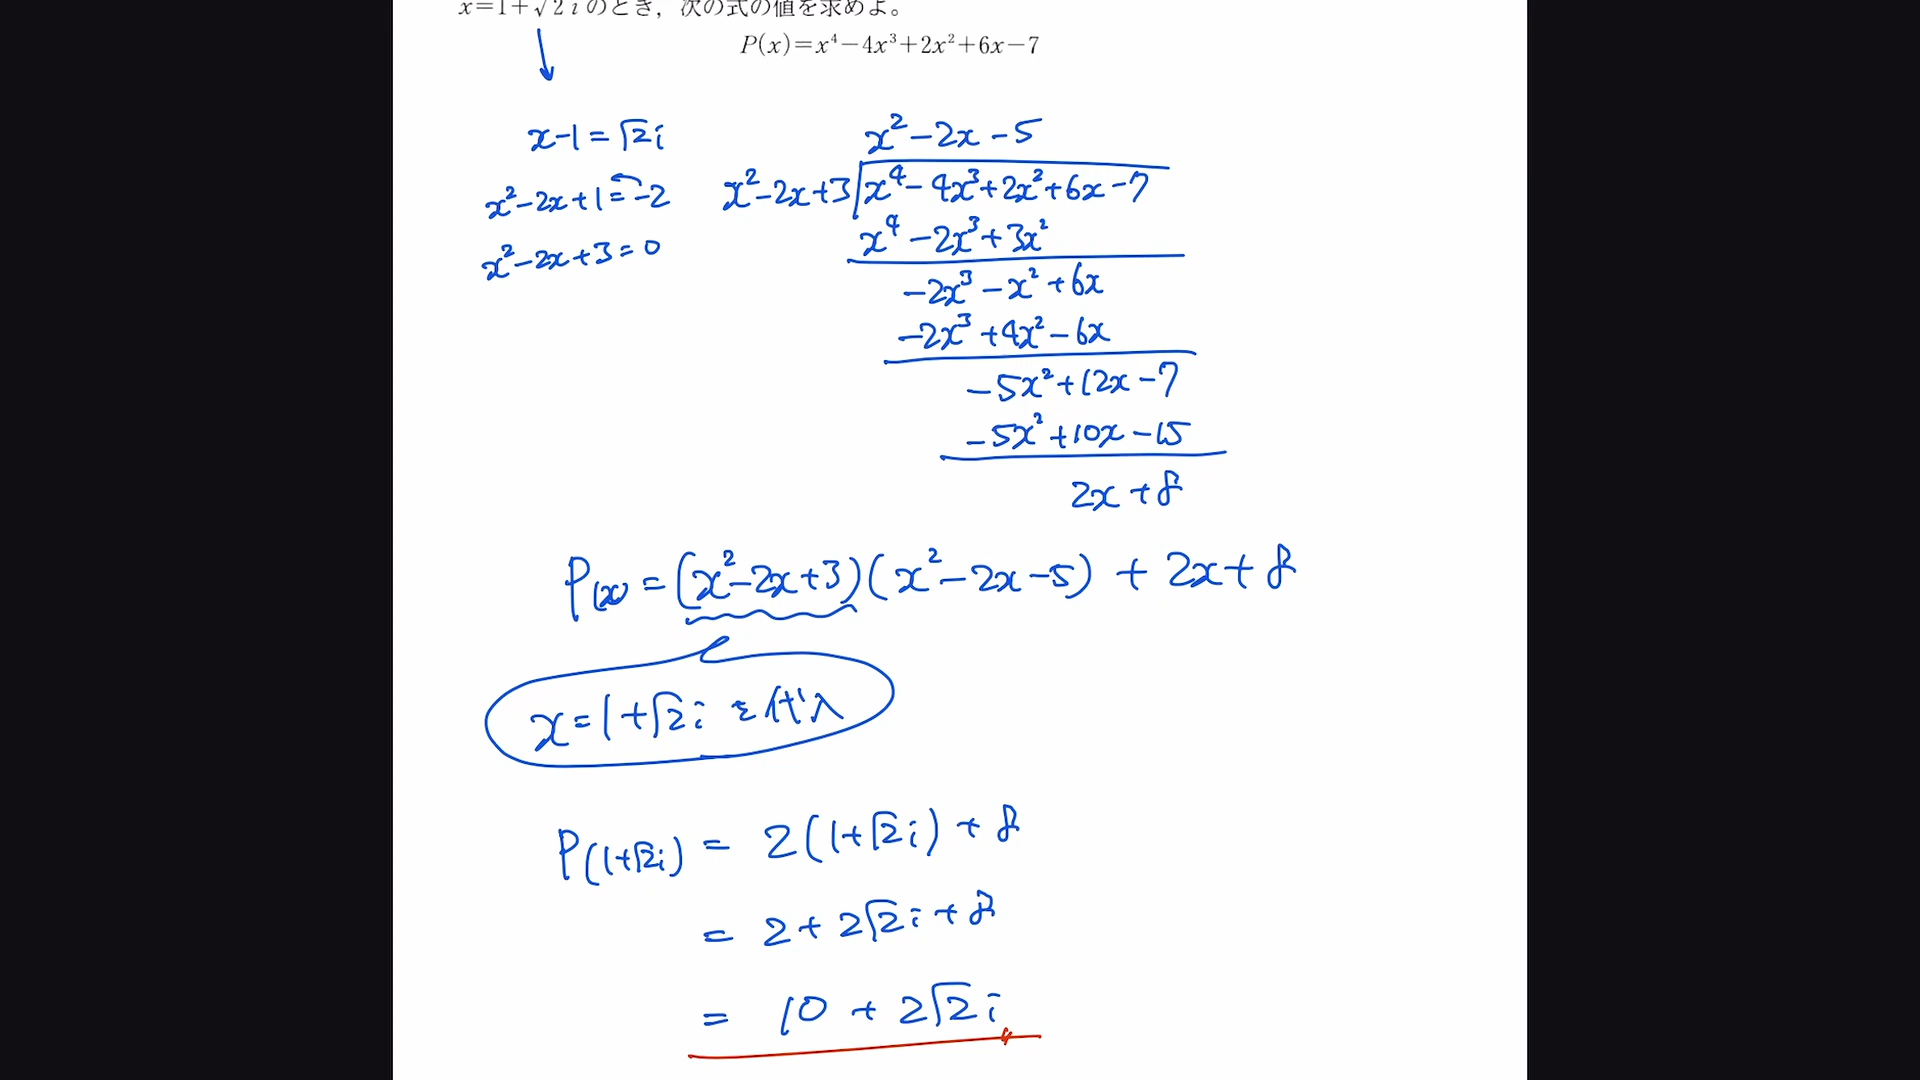 x=1+√2 i のとき，次の式の値を求めよ。
P(x)=x⁴−4x³+2x²+6x−7
x−1=√2i
x²−2x+1=−2
x²−2x+3=0
x²−2x−5
x²−2x+3)x⁴−4x³+2x²+6x−7
x⁴−2x³+3x²
−2x³−x²+6x
−2x³+4x²−6x
−5x²+12x−7
−5x²+10x−15
2x+8
P(x)=(x²−2x+3)(x²−2x−5)+2x+8
x=1+√2i を代入
P(1+√2i)=2(1+√2i)+8
=2+2√2i+8
=10+2√2i